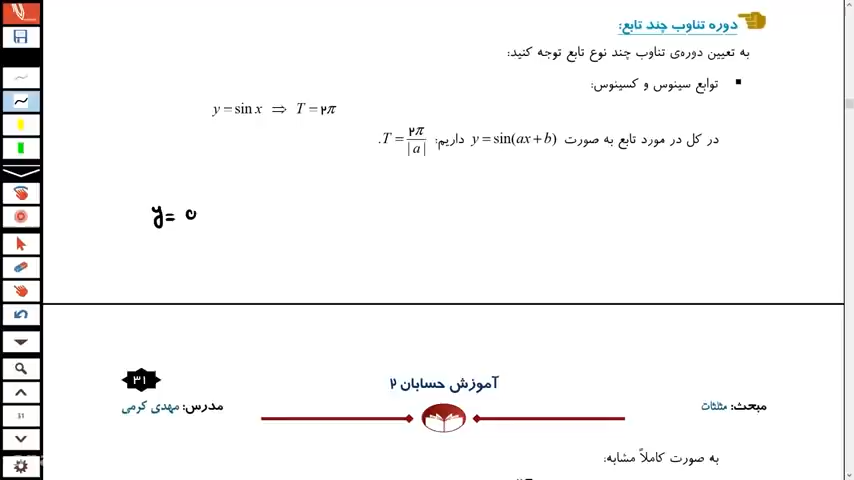 دوره تناوب چند تابع:
به تعیین دوره‌ی تناوب چند نوع تابع توجه کنید:
▪ توابع سینوس و کسینوس:
y = sin x ⇒ T = ۲π
در کل در مورد تابع به صورت y = sin(ax + b) داریم: T = ۲π / |a| .
y = c
۳۱
آموزش حسابان ۲
مبحث: مثلثات
مدرس: مهدی کرمی
به صورت کاملاً مشابه:
31